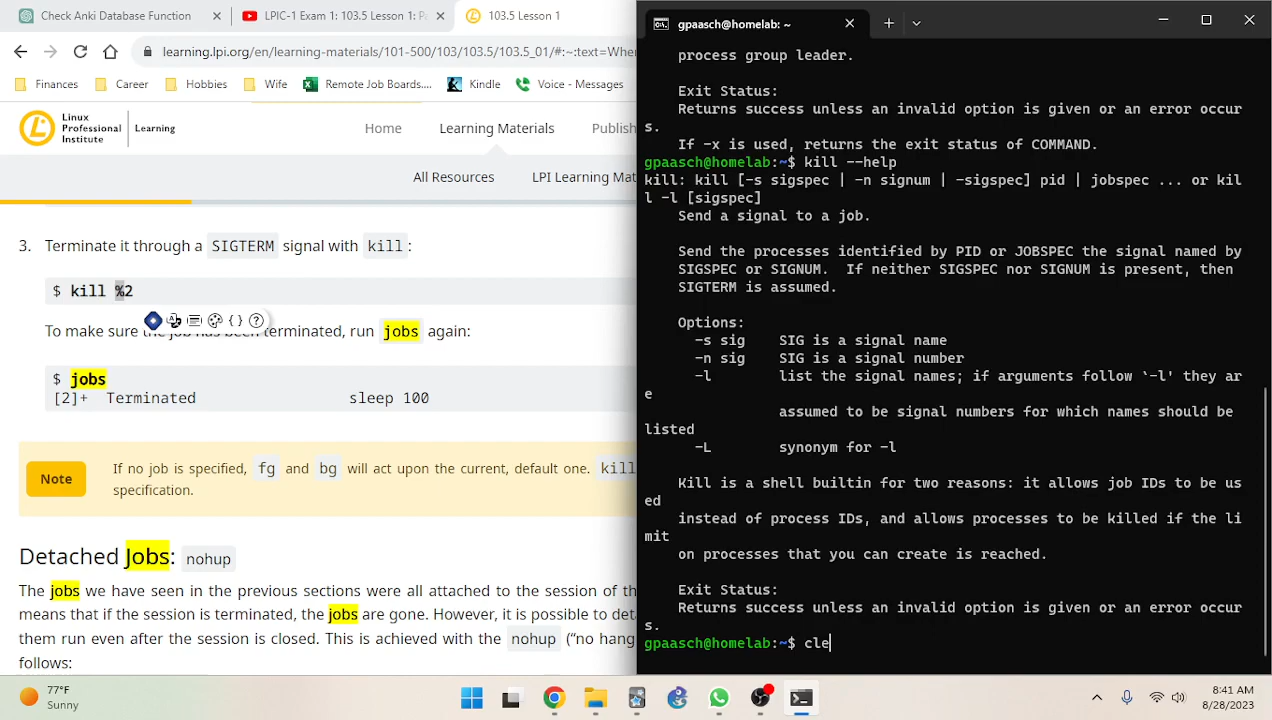 Check Anki Database Function
LPIC-1 Exam 1: 103.5 Lesson 1: P
103.5 Lesson 1
learning.lpi.org/en/learning-materials/101-500/103/103.5/103.5_01/#:~:text=Whe
Finances
Career
Hobbies
Wife
Remote Job Boards....
Kindle
Voice - Messages
Linux
Professional
Institute
Learning
Home
Learning Materials
Publish
All Resources
LPI Learning Mat
3. Terminate it through a SIGTERM signal with kill :
$ kill %2
To make sure the job has been terminated, run jobs again:
$ jobs
[2]+  Terminated                  sleep 100
Note
If no job is specified, fg and bg will act upon the current, default one. kill
specification.
Detached Jobs: nohup
The jobs we have seen in the previous sections were all attached to the session of th
means that if the session is terminated, the jobs are gone. However, it is possible to deta
them run even after the session is closed. This is achieved with the nohup (“no hang
follows:
gpaasch@homelab: ~
process group leader.
Exit Status:
Returns success unless an invalid option is given or an error occur
s.
If -x is used, returns the exit status of COMMAND.
gpaasch@homelab:~$ kill --help
kill: kill [-s sigspec | -n signum | -sigspec] pid | jobspec ... or kil
l -l [sigspec]
Send a signal to a job.
Send the processes identified by PID or JOBSPEC the signal named by
SIGSPEC or SIGNUM.  If neither SIGSPEC nor SIGNUM is present, then
SIGTERM is assumed.
Options:
-s sig    SIG is a signal name
-n sig    SIG is a signal number
-l        list the signal names; if arguments follow `-l' they ar
e
assumed to be signal numbers for which names should be
listed
-L        synonym for -l
Kill is a shell builtin for two reasons: it allows job IDs to be us
ed
instead of process IDs, and allows processes to be killed if the li
mit
on processes that you can create is reached.
Exit Status:
Returns success unless an invalid option is given or an error occur
s.
gpaasch@homelab:~$ cle
77°F
Sunny
8:41 AM
8/28/2023